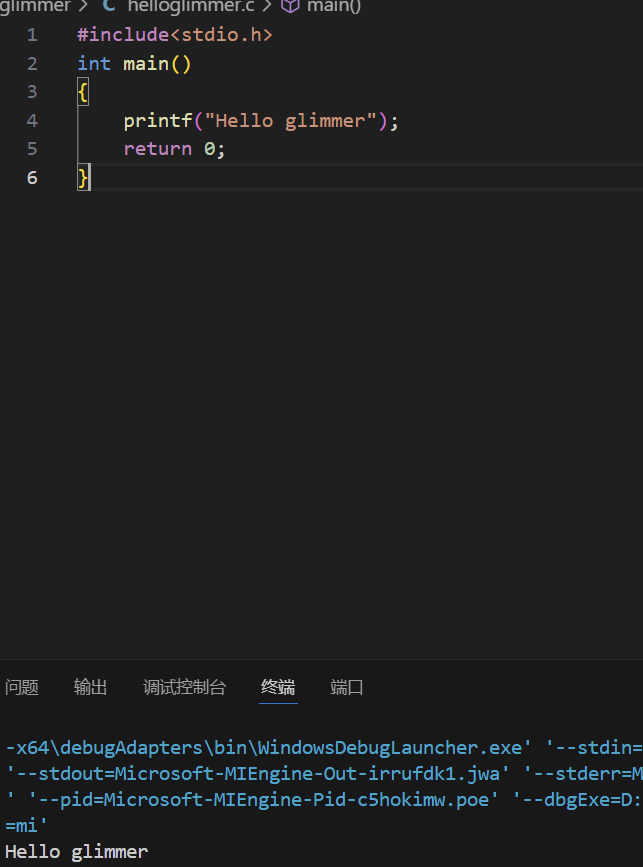 glimmer > C helloglimmer.c > main()
1 #include<stdio.h>
2 int main()
3 {
4     printf("Hello glimmer");
5     return 0;
6 }
问题 输出 调试控制台 终端 端口
-x64\debugAdapters\bin\WindowsDebugLauncher.exe' '--stdin=
'--stdout=Microsoft-MIEngine-Out-irrufdk1.jwa' '--stderr=M
' '--pid=Microsoft-MIEngine-Pid-c5hokimw.poe' '--dbgExe=D:
=mi'
Hello glimmer